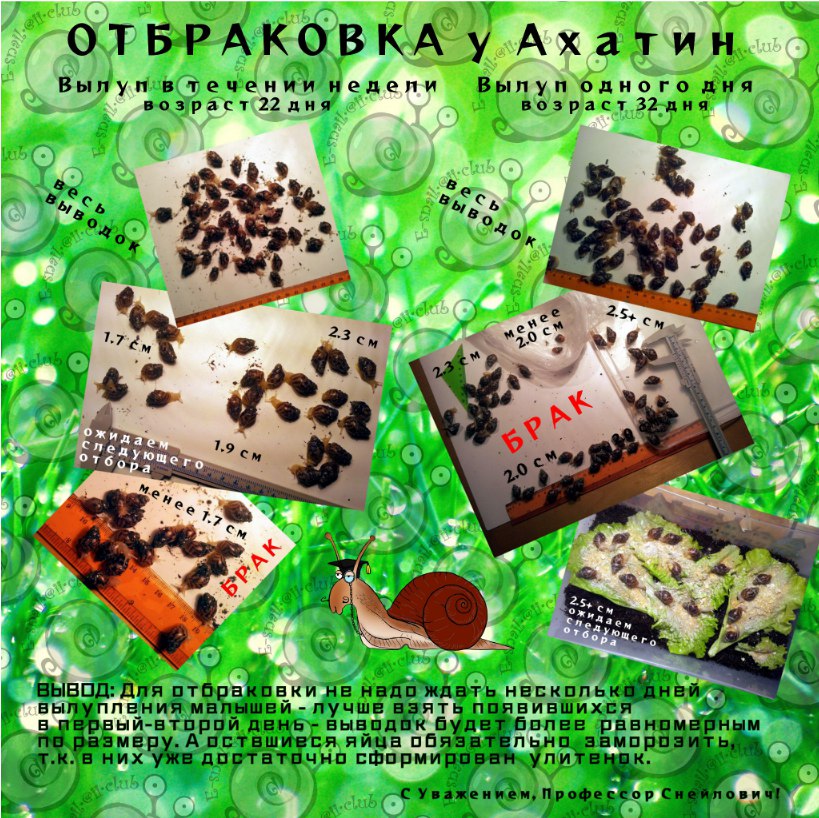 ОТБРАКОВКА у Ахатин
Вылуп в течении недели
возраст 22 дня
Вылуп одного дня
возраст 32 дня
весь
выводок
весь
выводок
1.7 см
2.3 см
1.9 см
ожидаем
следующего
отбора
менее 1.7 см
БРАК
2.3 см
менее
2.0 см
2.5+ см
БРАК
2.0 см
2.5+ см
ожидаем
следующего
отбора
ВЫВОД: Для отбраковки не надо ждать несколько дней
вылупления малышей - лучше взять появившихся
в первый-второй день - выводок будет более равномерным
по размеру. А оставшиеся яйца обязательно заморозить,
т.к. в них уже достаточно сформирован улитенок.
С Уважением, Профессор Снейлович!